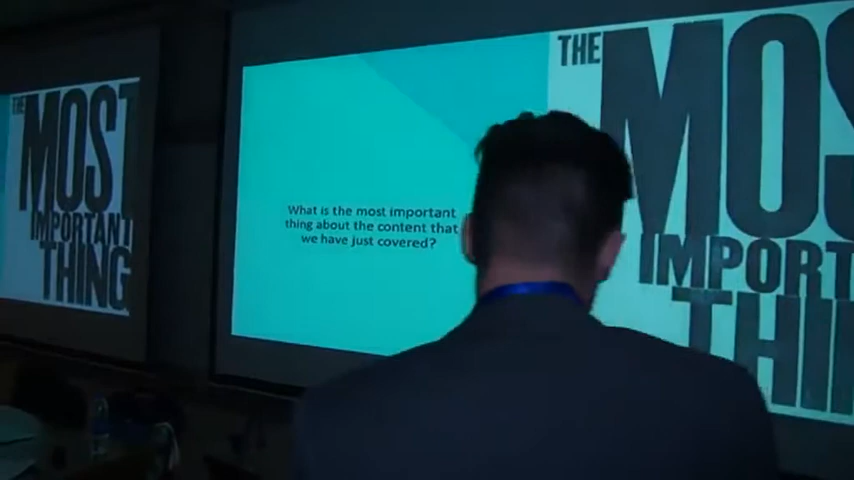 THE
MOST
IMPORTANT
THING
What is the most important
thing about the content that
we have just covered?
THE
MOS
IMPORT
THIN